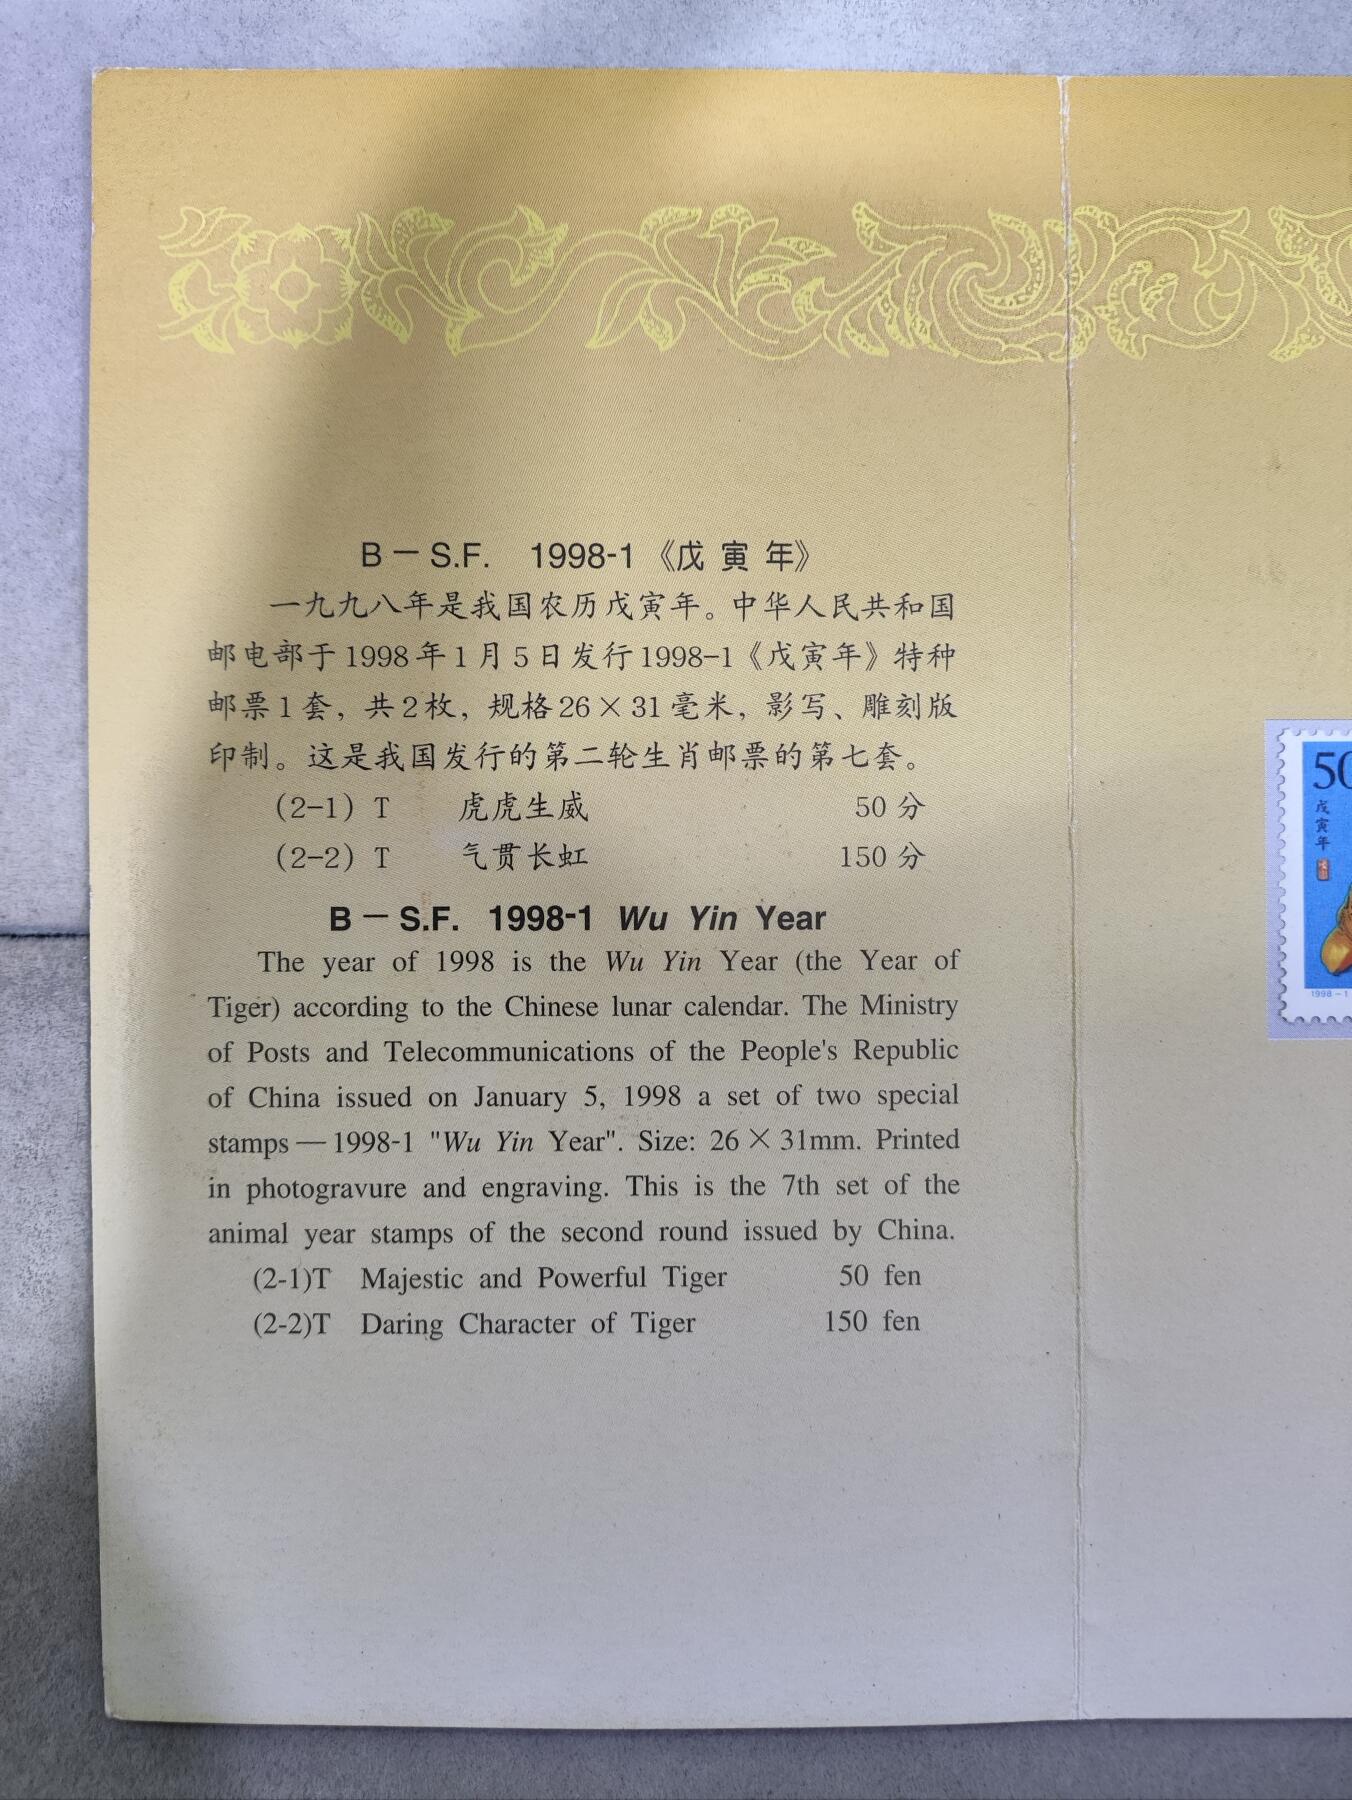 B－S.F. 1998-1《戊寅年》
一九九八年是我国农历戊寅年。中华人民共和国
邮电部于1998年1月5日发行1998-1《戊寅年》特种
邮票1套，共2枚，规格26×31毫米，影写、雕刻版
印制。这是我国发行的第二轮生肖邮票的第七套。
(2-1) T 虎虎生威 50分
(2-2) T 气贯长虹 150分
B－S.F. 1998-1 Wu Yin Year
The year of 1998 is the Wu Yin Year (the Year of
Tiger) according to the Chinese lunar calendar. The Ministry
of Posts and Telecommunications of the People's Republic
of China issued on January 5, 1998 a set of two special
stamps — 1998-1 "Wu Yin Year". Size: 26×31mm. Printed
in photogravure and engraving. This is the 7th set of the
animal year stamps of the second round issued by China.
(2-1)T Majestic and Powerful Tiger 50 fen
(2-2)T Daring Character of Tiger 150 fen
50
戊寅年
1998-1